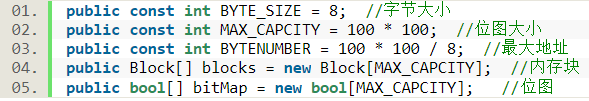 01. public const int BYTE_SIZE = 8;  //字节大小
02. public const int MAX_CAPCITY = 100 * 100;  //位图大小
03. public const int BYTENUMBER = 100 * 100 / 8;  //最大地址
04. public Block[] blocks = new Block[MAX_CAPCITY];  //内存块
05. public bool[] bitMap = new bool[MAX_CAPCITY];  //位图